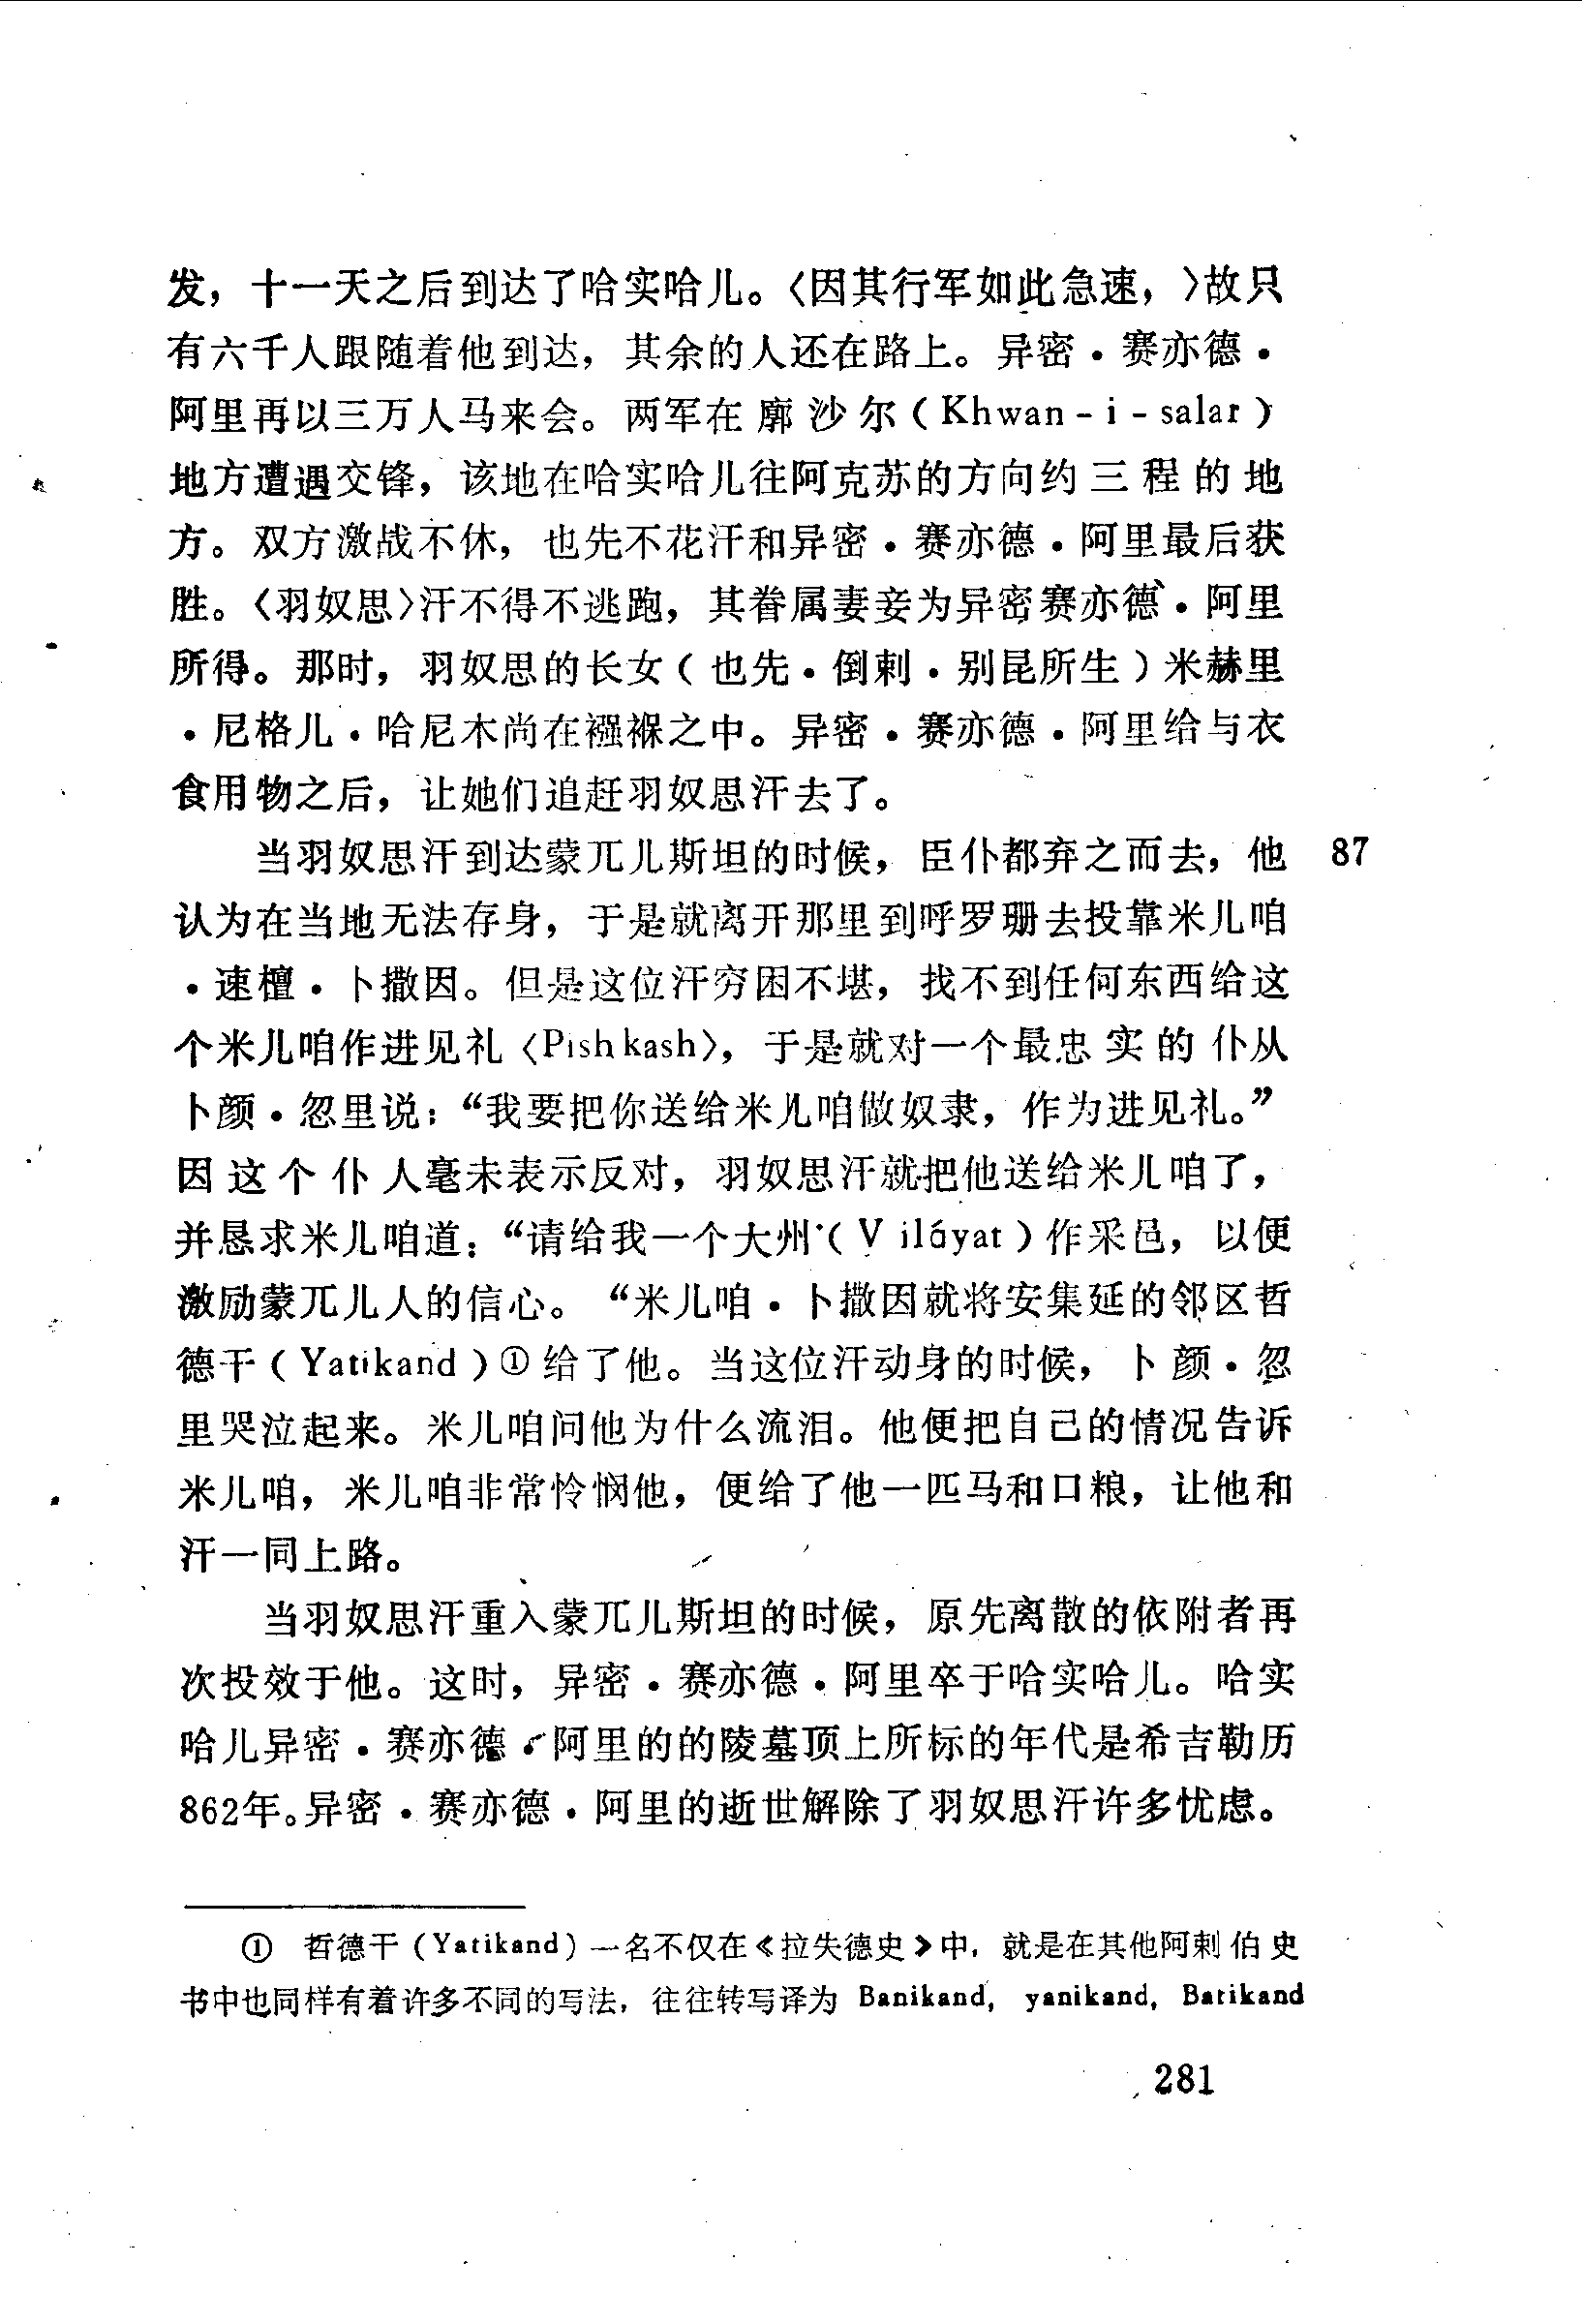 发，十一天之后到达了哈实哈儿。〈因其行军如此急速，〉故只
有六千人跟随着他到达，其余的人还在路上。异密·赛亦德·
阿里再以三万人马来会。两军在廓沙尔（Khwan-i-salar）
地方遭遇交锋，该地在哈实哈儿往阿克苏的方向约三程的地
方。双方激战不休，也先不花汗和异密·赛亦德·阿里最后获
胜。〈羽奴思〉汗不得不逃跑，其眷属妻妾为异密赛亦德·阿里
所得。那时，羽奴思的长女（也先·倒剌·别昆所生）米赫里
·尼格儿·哈尼木尚在襁褓之中。异密·赛亦德·阿里给与衣
食用物之后，让她们追赶羽奴思汗去了。
当羽奴思汗到达蒙兀儿斯坦的时候，臣仆都弃之而去，他 87
认为在当地无法存身，于是就离开那里到呼罗珊去投靠米儿咱
·速檀·卜撒因。但是这位汗穷困不堪，找不到任何东西给这
个米儿咱作进见礼〈Pishkash〉，于是就对一个最忠实的仆从
卜颜·忽里说：“我要把你送给米儿咱做奴隶，作为进见礼。”
因这个仆人毫未表示反对，羽奴思汗就把他送给米儿咱了，
并恳求米儿咱道：“请给我一个大州（Viláyat）作采邑，以便
激励蒙兀儿人的信心。“米儿咱·卜撒因就将安集延的邻区哲
德干（Yatikand）①给了他。当这位汗动身的时候，卜颜·忽
里哭泣起来。米儿咱问他为什么流泪。他便把自己的情况告诉
米儿咱，米儿咱非常怜悯他，便给了他一匹马和口粮，让他和
汗一同上路。
当羽奴思汗重入蒙兀儿斯坦的时候，原先离散的依附者再
次投效于他。这时，异密·赛亦德·阿里卒于哈实哈儿。哈实
哈儿异密·赛亦德·阿里的的陵墓顶上所标的年代是希吉勒历
862年。异密·赛亦德·阿里的逝世解除了羽奴思汗许多忧虑。
① 哲德干（Yatikand）一名不仅在《拉失德史》中，就是在其他阿剌伯史
书中也同样有着许多不同的写法，往往转写译为 Banikand, yanikand, Batikand
281